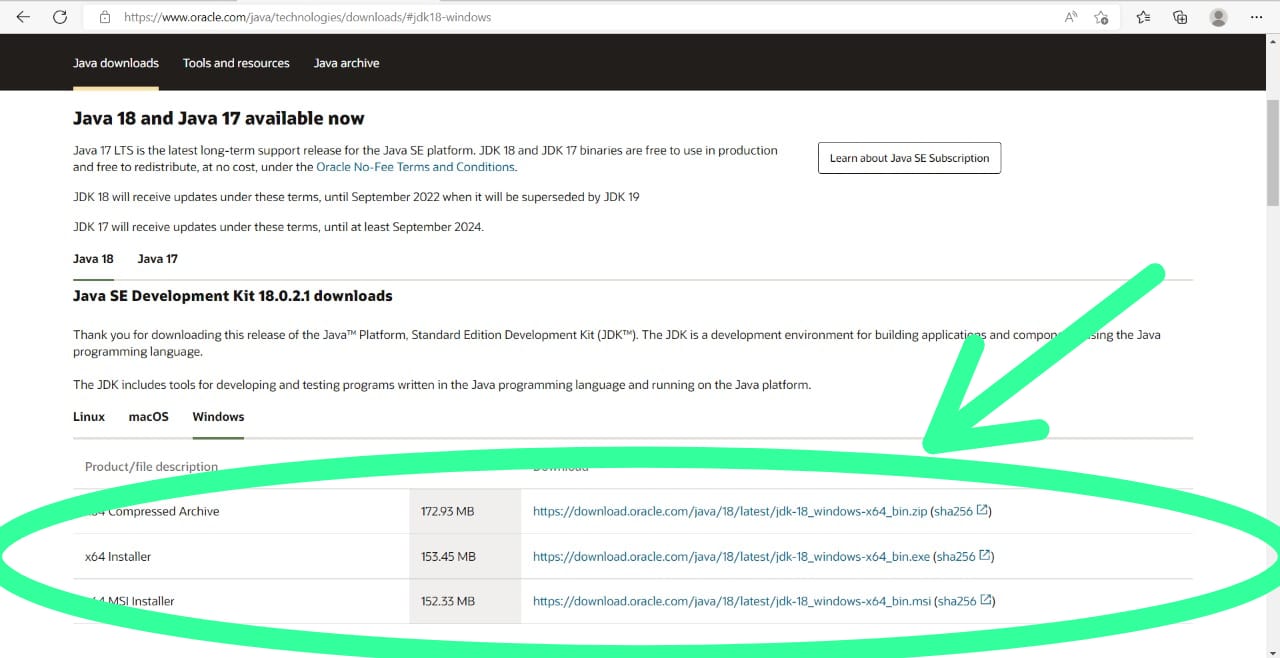 https://www.oracle.com/java/technologies/downloads/#jdk18-windows
Java downloads Tools and resources Java archive
Java 18 and Java 17 available now
Java 17 LTS is the latest long-term support release for the Java SE platform. JDK 18 and JDK 17 binaries are free to use in production
and free to redistribute, at no cost, under the Oracle No-Fee Terms and Conditions.
Learn about Java SE Subscription
JDK 18 will receive updates under these terms, until September 2022 when it will be superseded by JDK 19
JDK 17 will receive updates under these terms, until at least September 2024.
Java 18 Java 17
Java SE Development Kit 18.0.2.1 downloads
Thank you for downloading this release of the Java™ Platform, Standard Edition Development Kit (JDK™). The JDK is a development environment for building applications and using the Java
programming language.
The JDK includes tools for developing and testing programs written in the Java programming language and running on the Java platform.
Linux macOS Windows
Product/file description Download
Compressed Archive 172.93 MB https://download.oracle.com/java/18/latest/jdk-18_windows-x64_bin.zip (sha256)
x64 Installer 153.45 MB https://download.oracle.com/java/18/latest/jdk-18_windows-x64_bin.exe (sha256)
MSI Installer 152.33 MB https://download.oracle.com/java/18/latest/jdk-18_windows-x64_bin.msi (sha256)